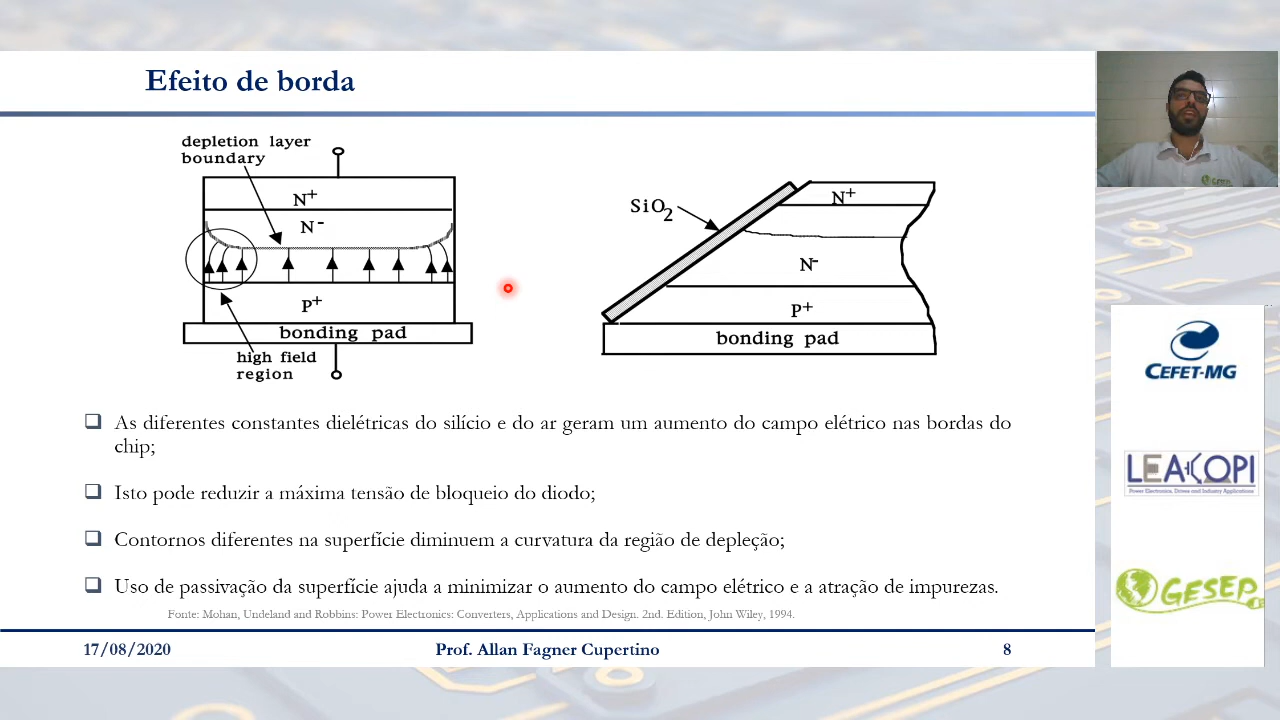 Efeito de borda
depletion layer
boundary
N+
N-
P+
bonding pad
high field
region
SiO2
N+
N-
P+
bonding pad
❑ As diferentes constantes dielétricas do silício e do ar geram um aumento do campo elétrico nas bordas do
chip;
❑ Isto pode reduzir a máxima tensão de bloqueio do diodo;
❑ Contornos diferentes na superfície diminuem a curvatura da região de depleção;
❑ Uso de passivação da superfície ajuda a minimizar o aumento do campo elétrico e a atração de impurezas.
Fonte: Mohan, Undeland and Robbins: Power Electronics: Converters, Applications and Design. 2nd. Edition, John Wiley, 1994.
17/08/2020 Prof. Allan Fagner Cupertino 8
CEFET-MG
LEACOPI
Power Electronics, Drives and Industry Applications
GESEP